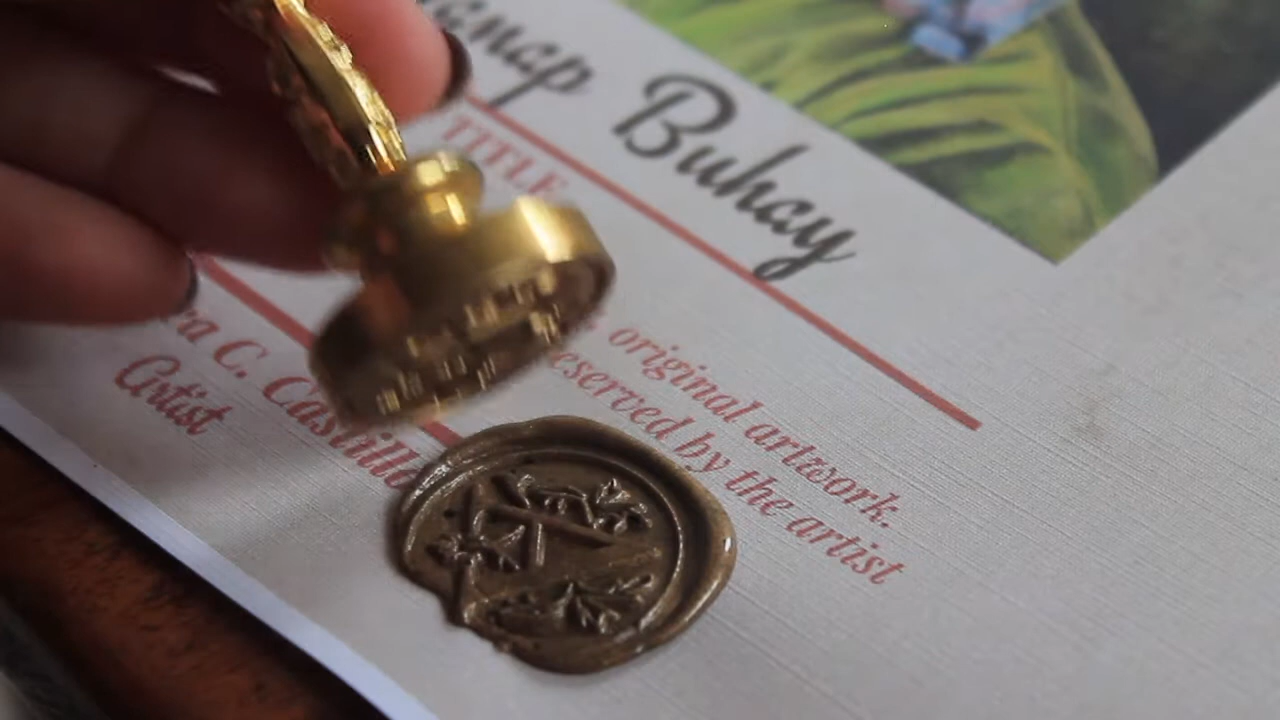 Buhay
TITLE
C. Castillo
Artist
original artwork.
reserved by the artist